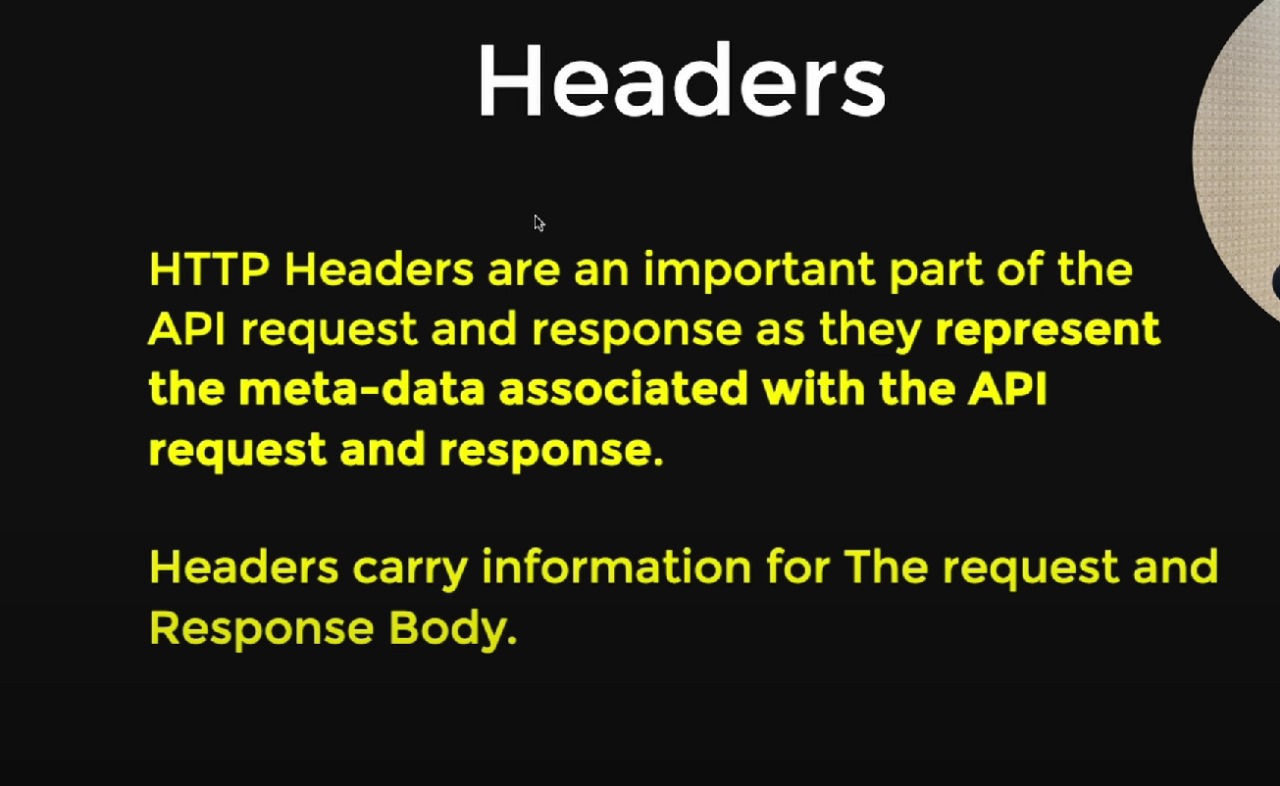 Headers
HTTP Headers are an important part of the
API request and response as they represent
the meta-data associated with the API
request and response.
Headers carry information for The request and
Response Body.